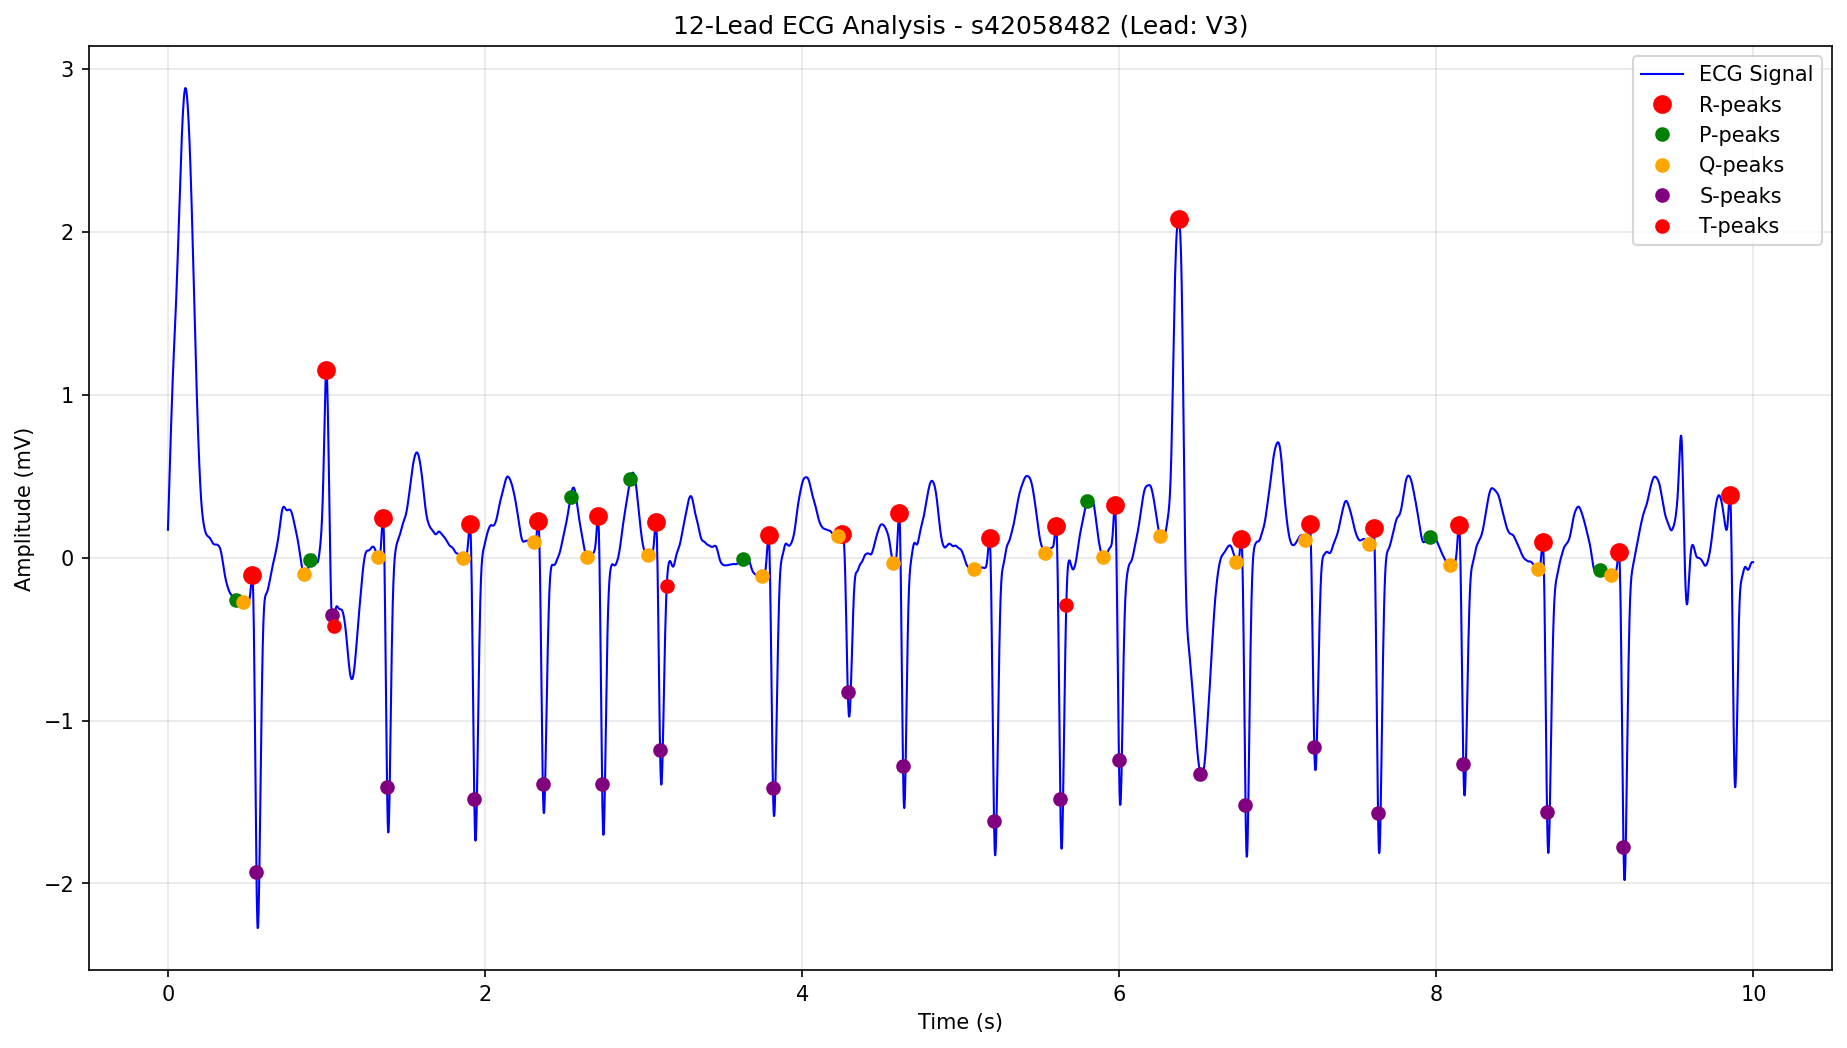 12-Lead ECG Analysis - s42058482 (Lead: V3)
Amplitude (mV)
3
2
1
0
−1
−2
ECG Signal
R-peaks
P-peaks
Q-peaks
S-peaks
T-peaks
0 2 4 6 8 10
Time (s)